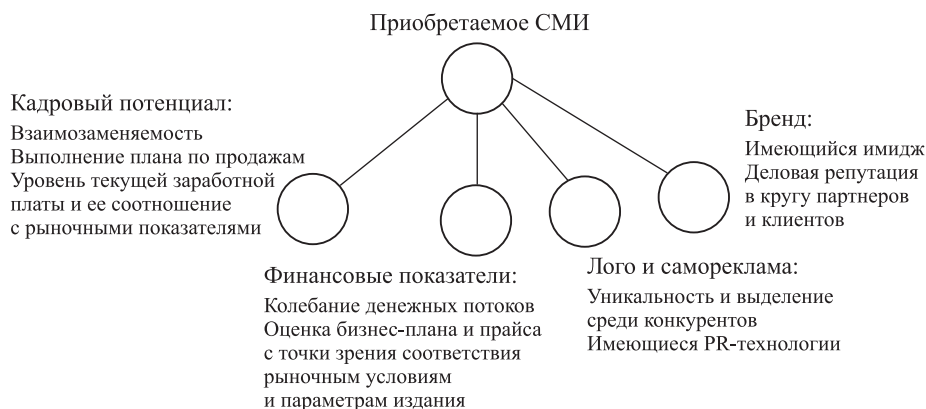 Приобретаемое СМИ
Кадровый потенциал:
Взаимозаменяемость
Выполнение плана по продажам
Уровень текущей заработной
платы и ее соотношение
с рыночными показателями
Финансовые показатели:
Колебание денежных потоков
Оценка бизнес-плана и прайса
с точки зрения соответствия
рыночным условиям
и параметрам издания
Лого и самореклама:
Уникальность и выделение
среди конкурентов
Имеющиеся PR-технологии
Бренд:
Имеющийся имидж
Деловая репутация
в кругу партнеров
и клиентов